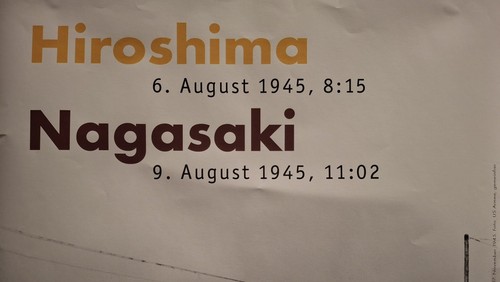 Hiroshima
6. August 1945, 8:15
Nagasaki
9. August 1945, 11:02